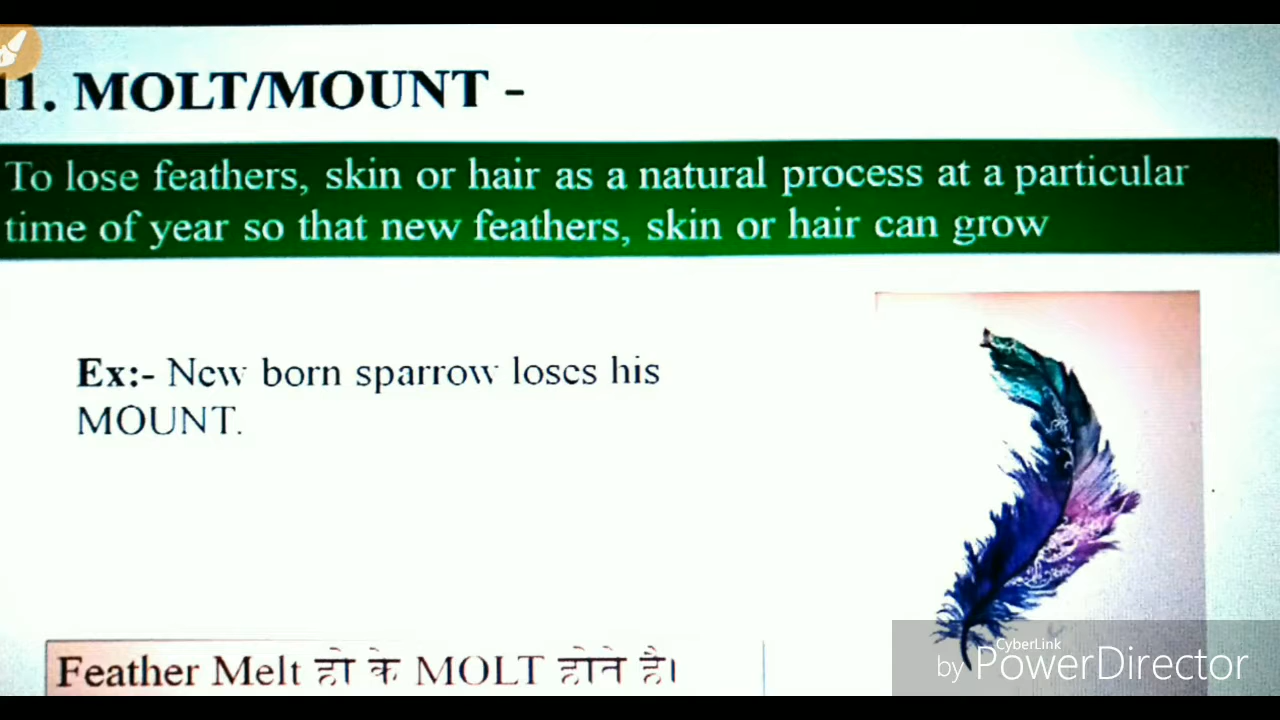 11. MOLT/MOUNT -
To lose feathers, skin or hair as a natural process at a particular
time of year so that new feathers, skin or hair can grow
Ex:- New born sparrow loses his
MOUNT.
Feather Melt हो के MOLT होने है।
CyberLink
by PowerDirector